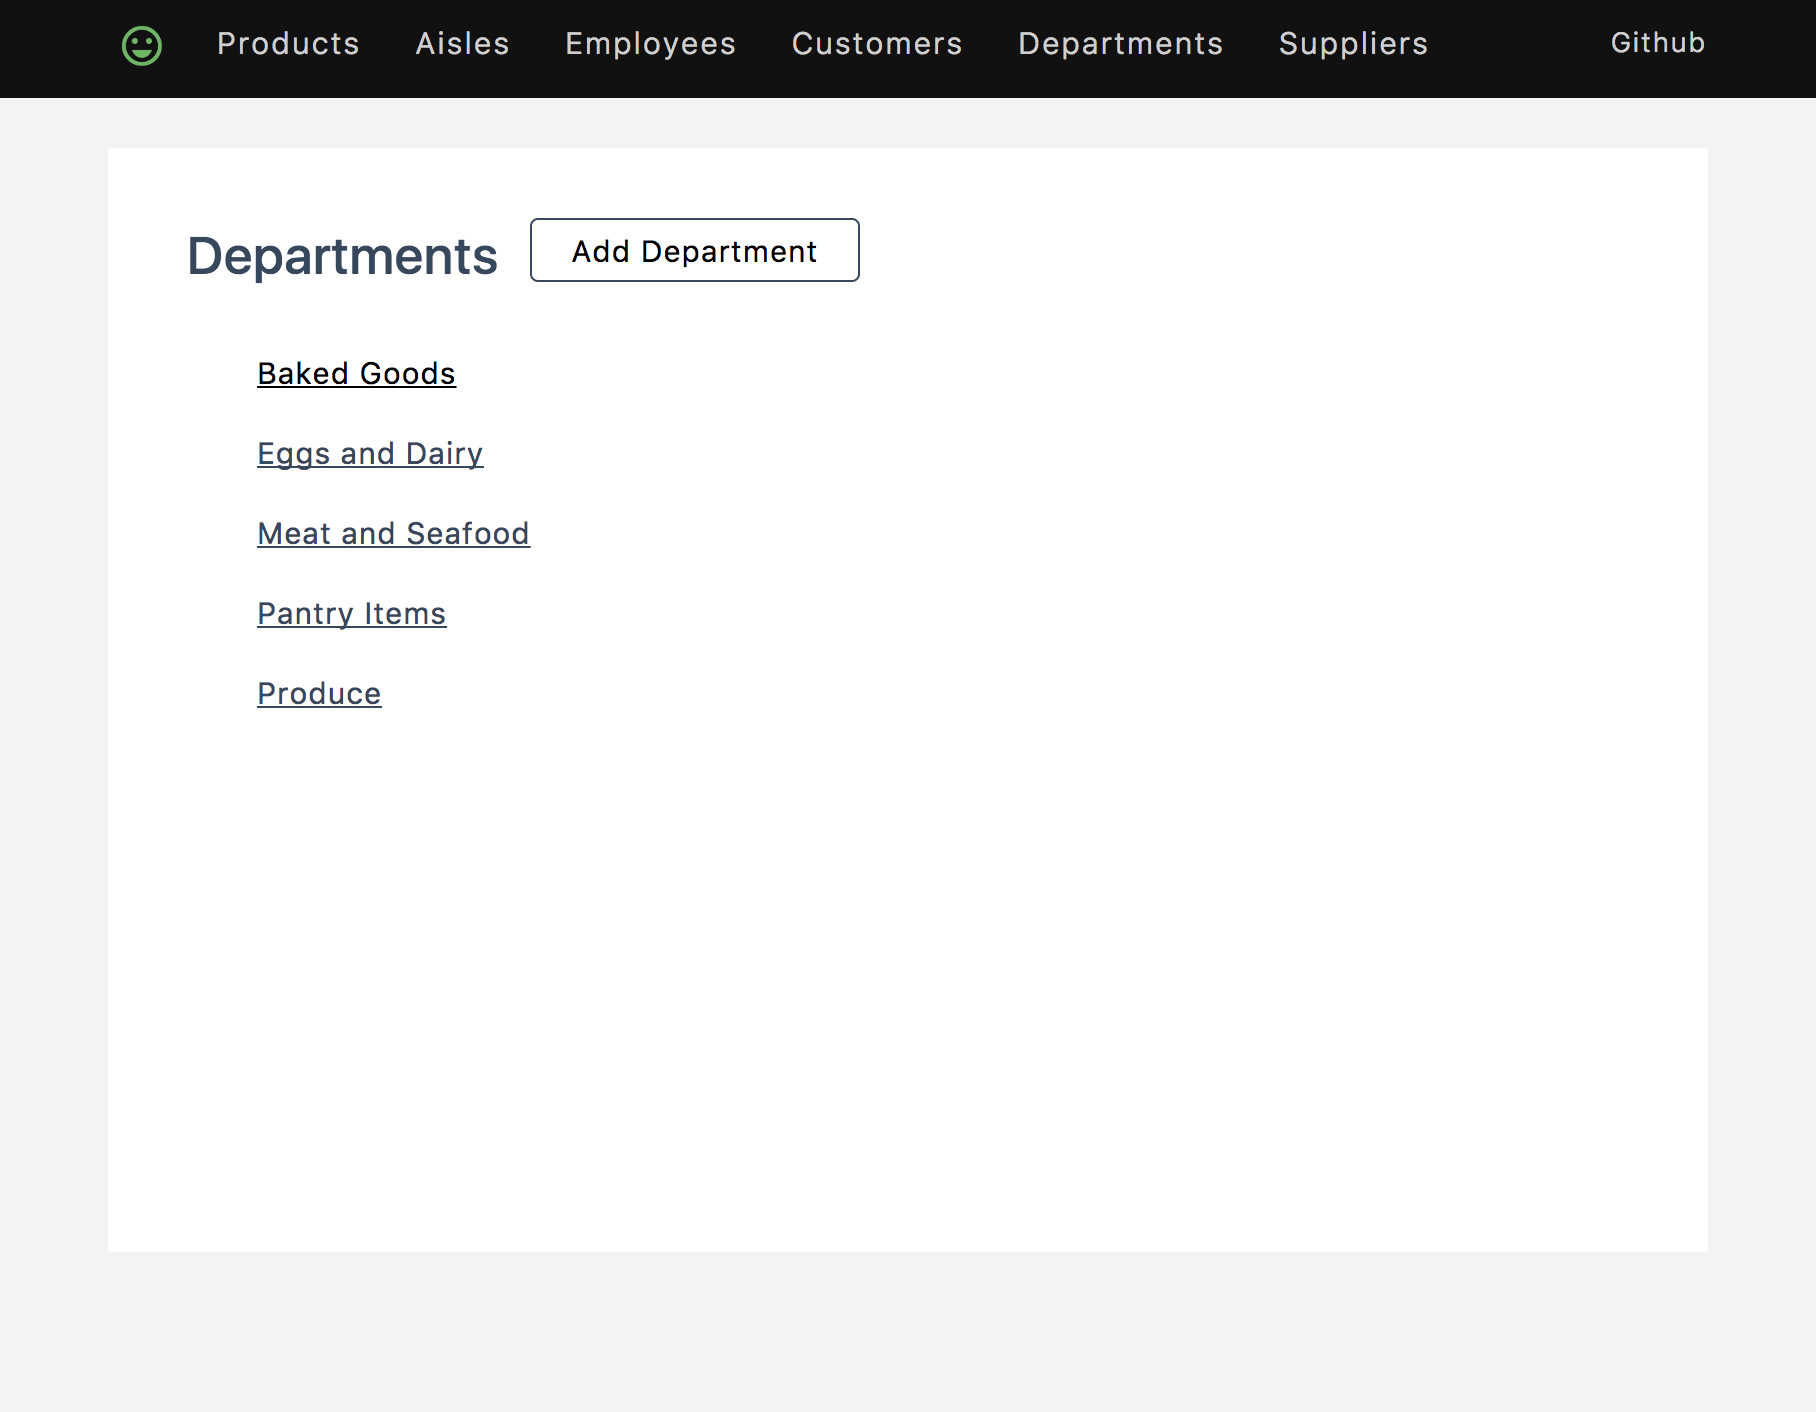 Products Aisles Employees Customers Departments Suppliers Github
Departments Add Department
Baked Goods
Eggs and Dairy
Meat and Seafood
Pantry Items
Produce